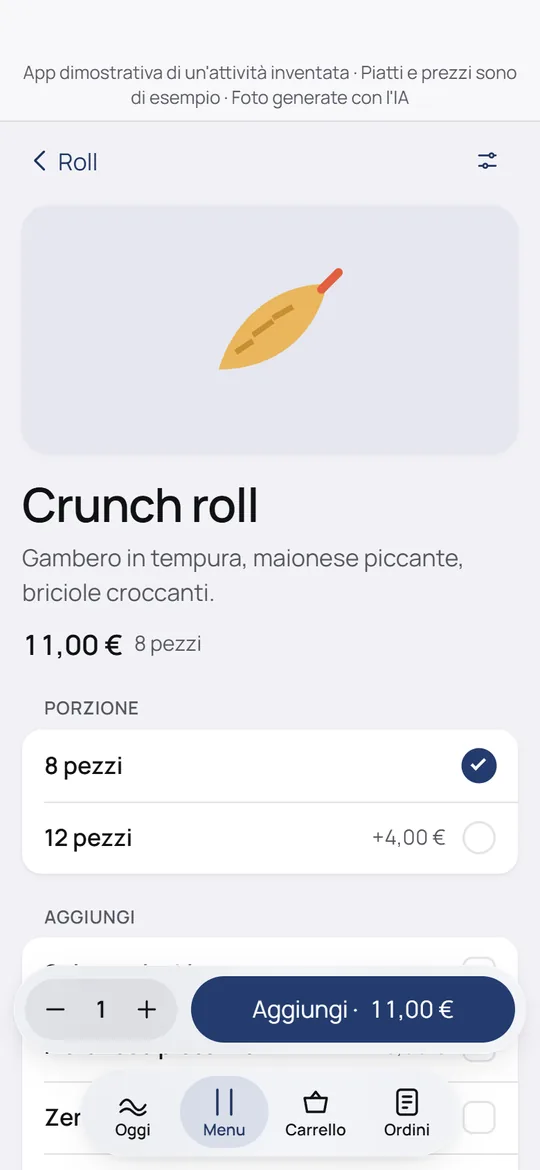 App dimostrativa di un'attività inventata · Piatti e prezzi sono
di esempio · Foto generate con l'IA
Roll
Crunch roll
Gambero in tempura, maionese piccante,
briciole croccanti.
11,00 € 8 pezzi
PORZIONE
8 pezzi
12 pezzi +4,00 €
AGGIUNGI
1 Aggiungi · 11,00 €
Oggi Menu Carrello Ordini